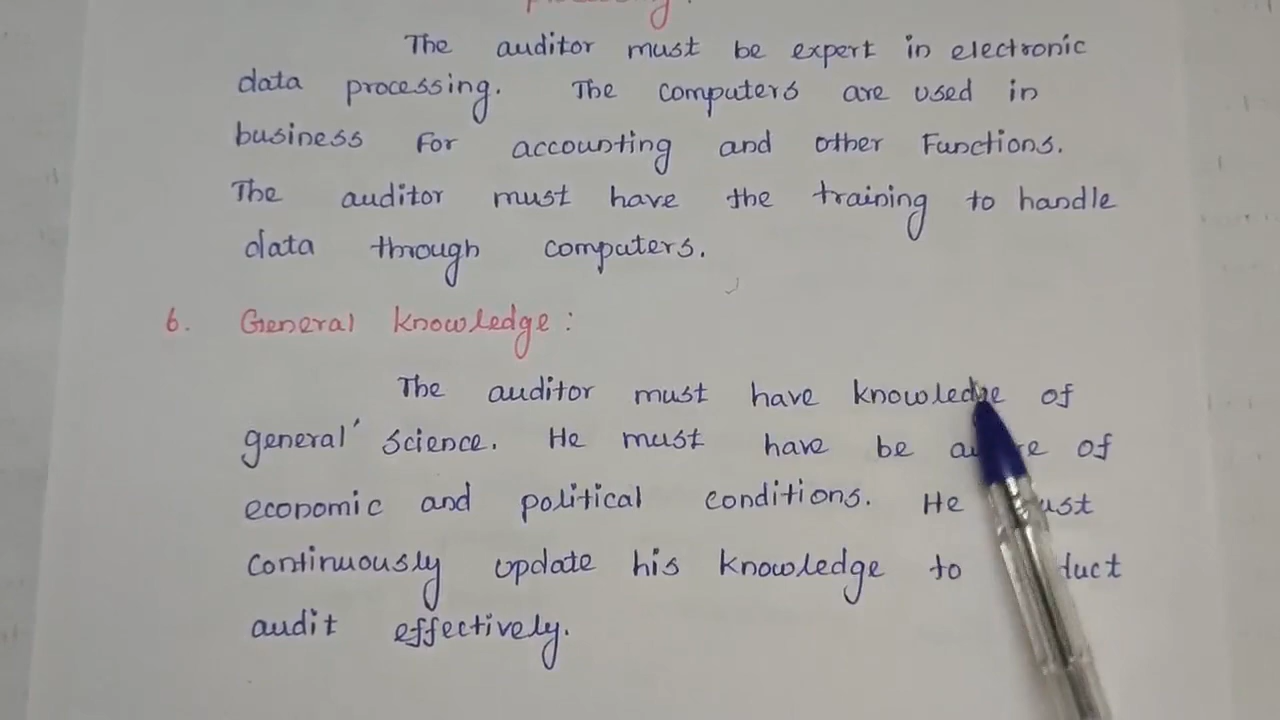 The auditor must be expert in electronic
data processing. The computers are used in
business For accounting and other Functions.
The auditor must have the training to handle
data through computers.
6. General Knowledge :
The auditor must have knowledge of
general science. He must have be of
economic and political conditions. He
continuously update his knowledge to
audit effectively.